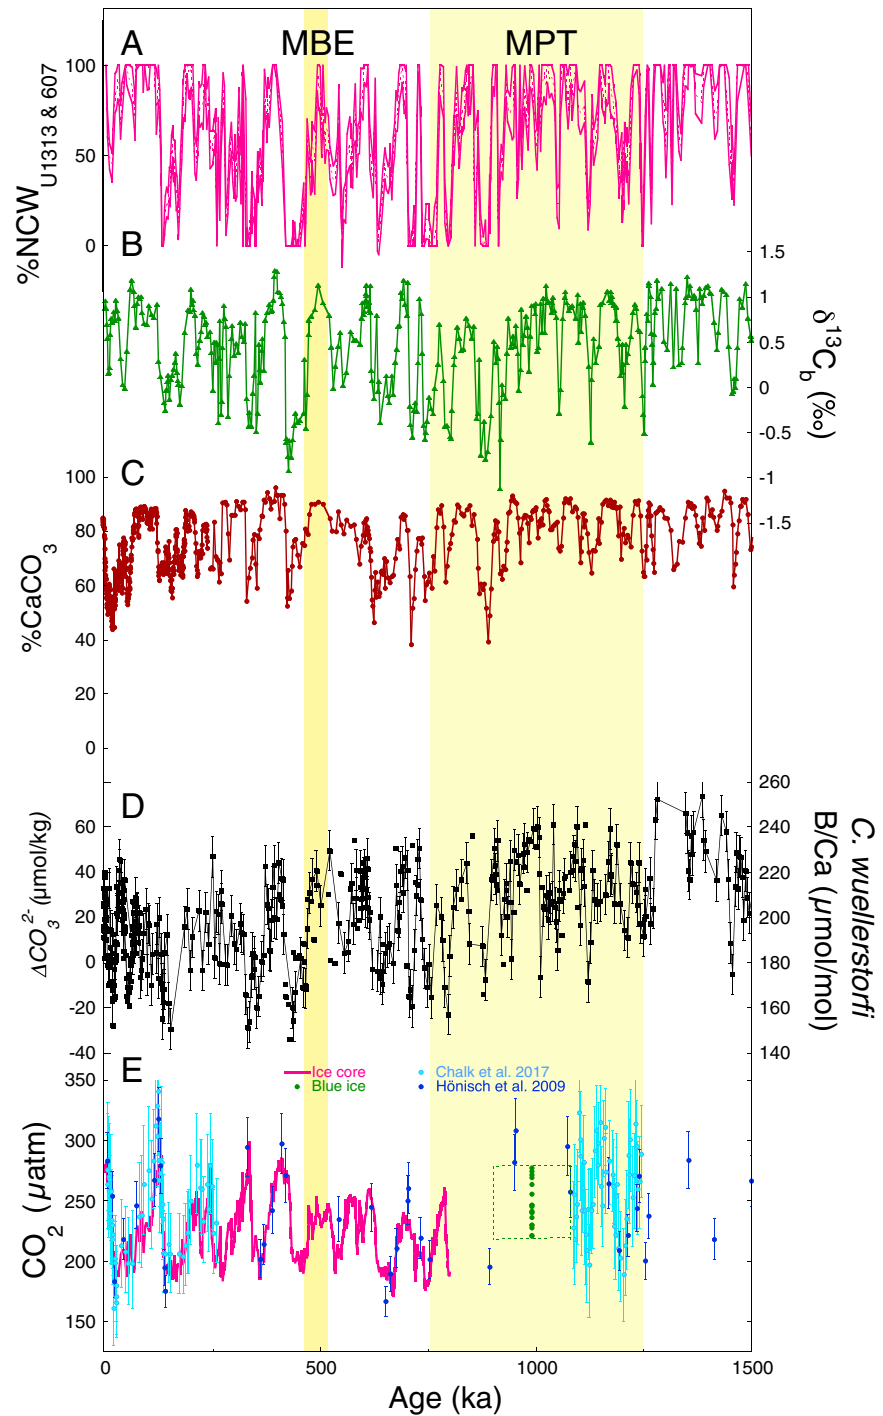 A
MBE
MPT
%NCW U1313 & 607
100
50
0
B
1.5
1
0.5
0
-0.5
-1
-1.5
δ13Cb (‰)
C
100
80
60
40
20
0
%CaCO3
D
60
40
20
0
-20
-40
ΔCO3 2- (μmol/kg)
260
240
220
200
180
160
140
C. wuellerstorfi
B/Ca (μmol/mol)
E
Ice core
Blue ice
Chalk et al. 2017
Hönisch et al. 2009
350
300
250
200
150
CO2 (μatm)
0
500
1000
1500
Age (ka)